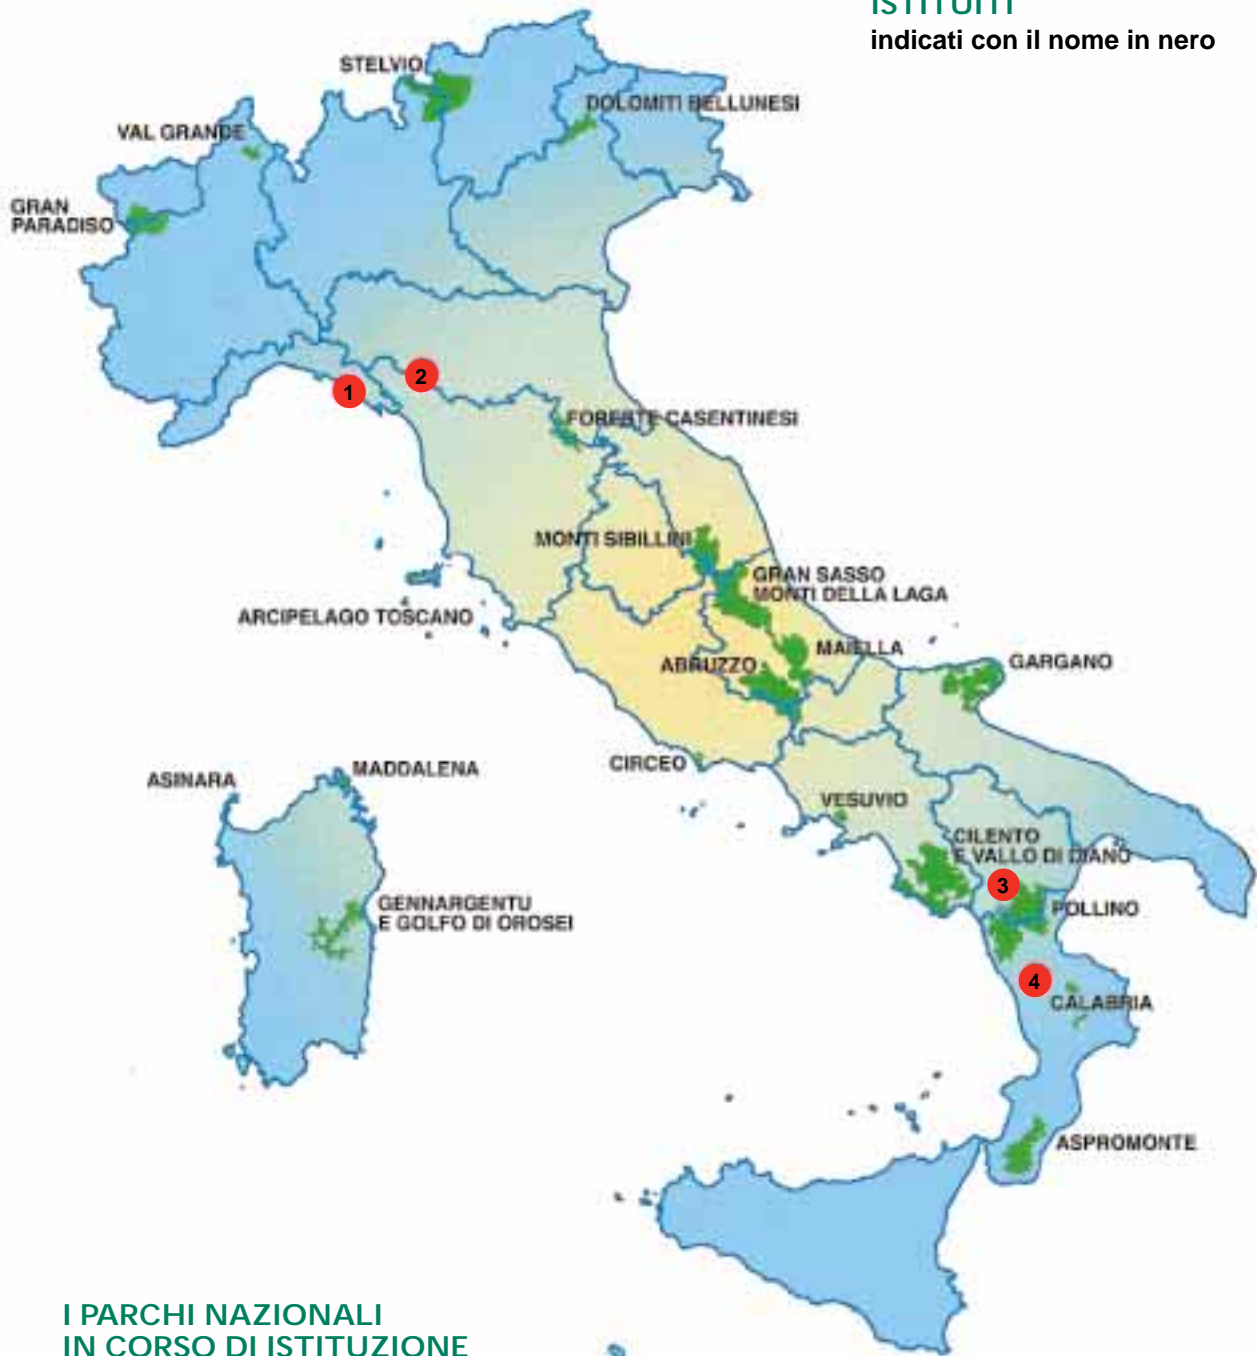 ISTITUITI
indicati con il nome in nero
STELVIO
DOLOMITI BELLUNESI
VAL GRANDE
GRAN
PARADISO
2
1
FORESTE CASENTINESI
MONTI SIBILLINI
GRAN SASSO
MONTI DELLA LAGA
ARCIPELAGO TOSCANO
MAIELLA
ABRUZZO
GARGANO
CIRCEO
MADDALENA
ASINARA
VESUVIO
CILENTO
E VALLO DI DIANO
3
GENNARGENTU
E GOLFO DI OROSEI
POLLINO
4
CALABRIA
ASPROMONTE
I PARCHI NAZIONALI
IN CORSO DI ISTITUZIONE